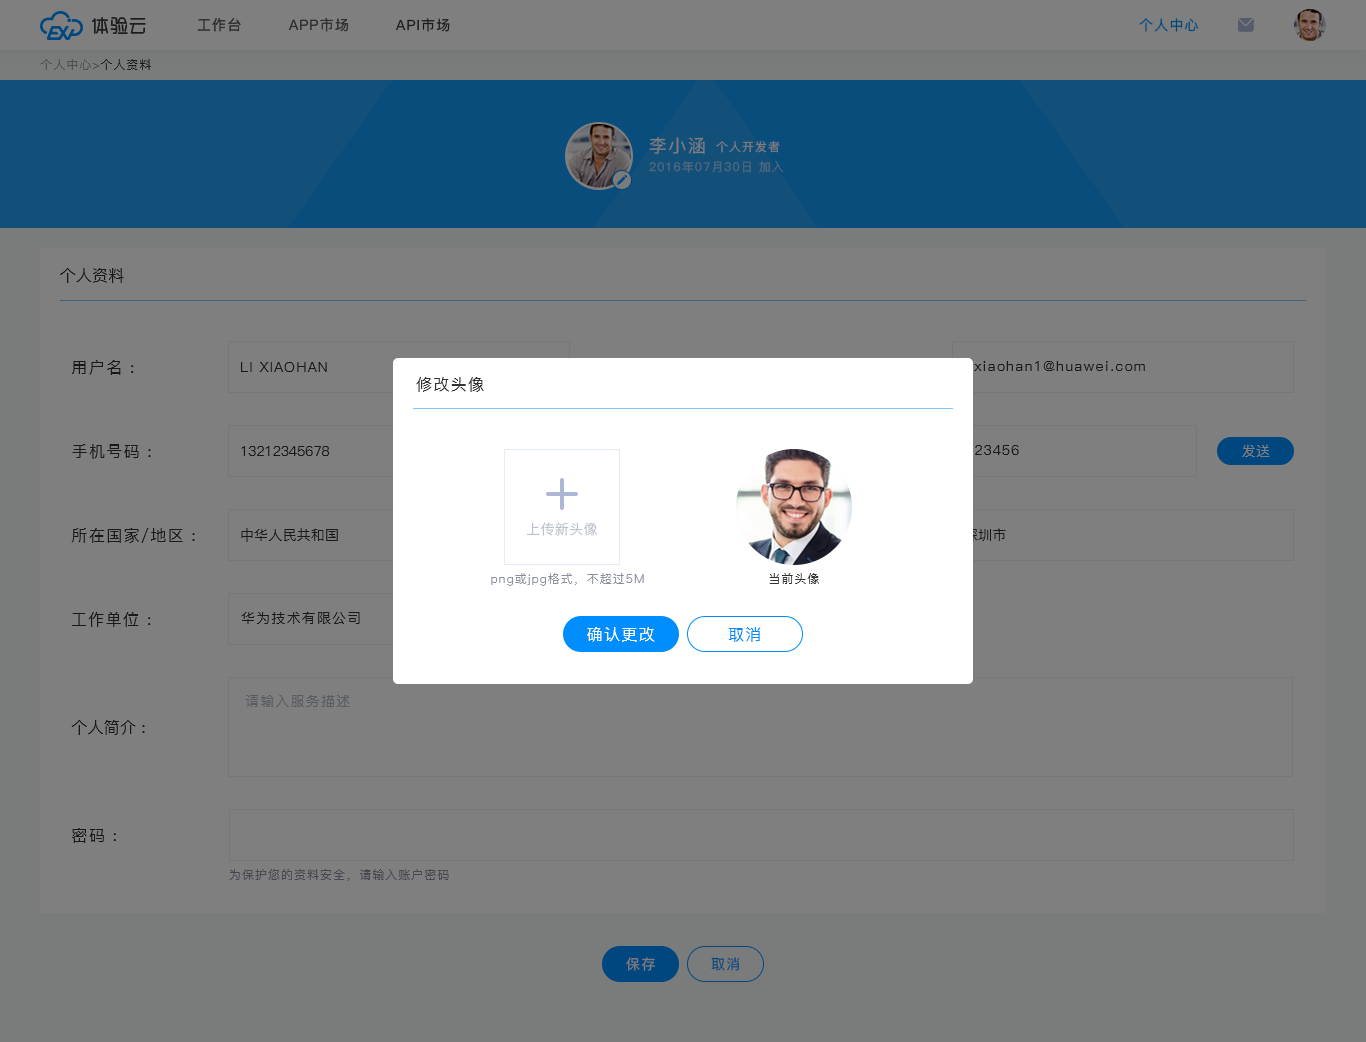 EXP 体验云 工作台 APP市场 API市场 个人中心
个人中心>个人资料
李小涵 个人开发者
2016年07月30日 加入
个人资料
用户名： LI XIAOHAN xiaohan1@huawei.com
修改头像
手机号码： 13212345678 23456 发送
上传新头像
png或jpg格式，不超过5M 当前头像
所在国家/地区： 中华人民共和国 圳市
工作单位： 华为技术有限公司
确认更改 取消
个人简介： 请输入服务描述
密码：
为保护您的资料安全，请输入账户密码
保存 取消